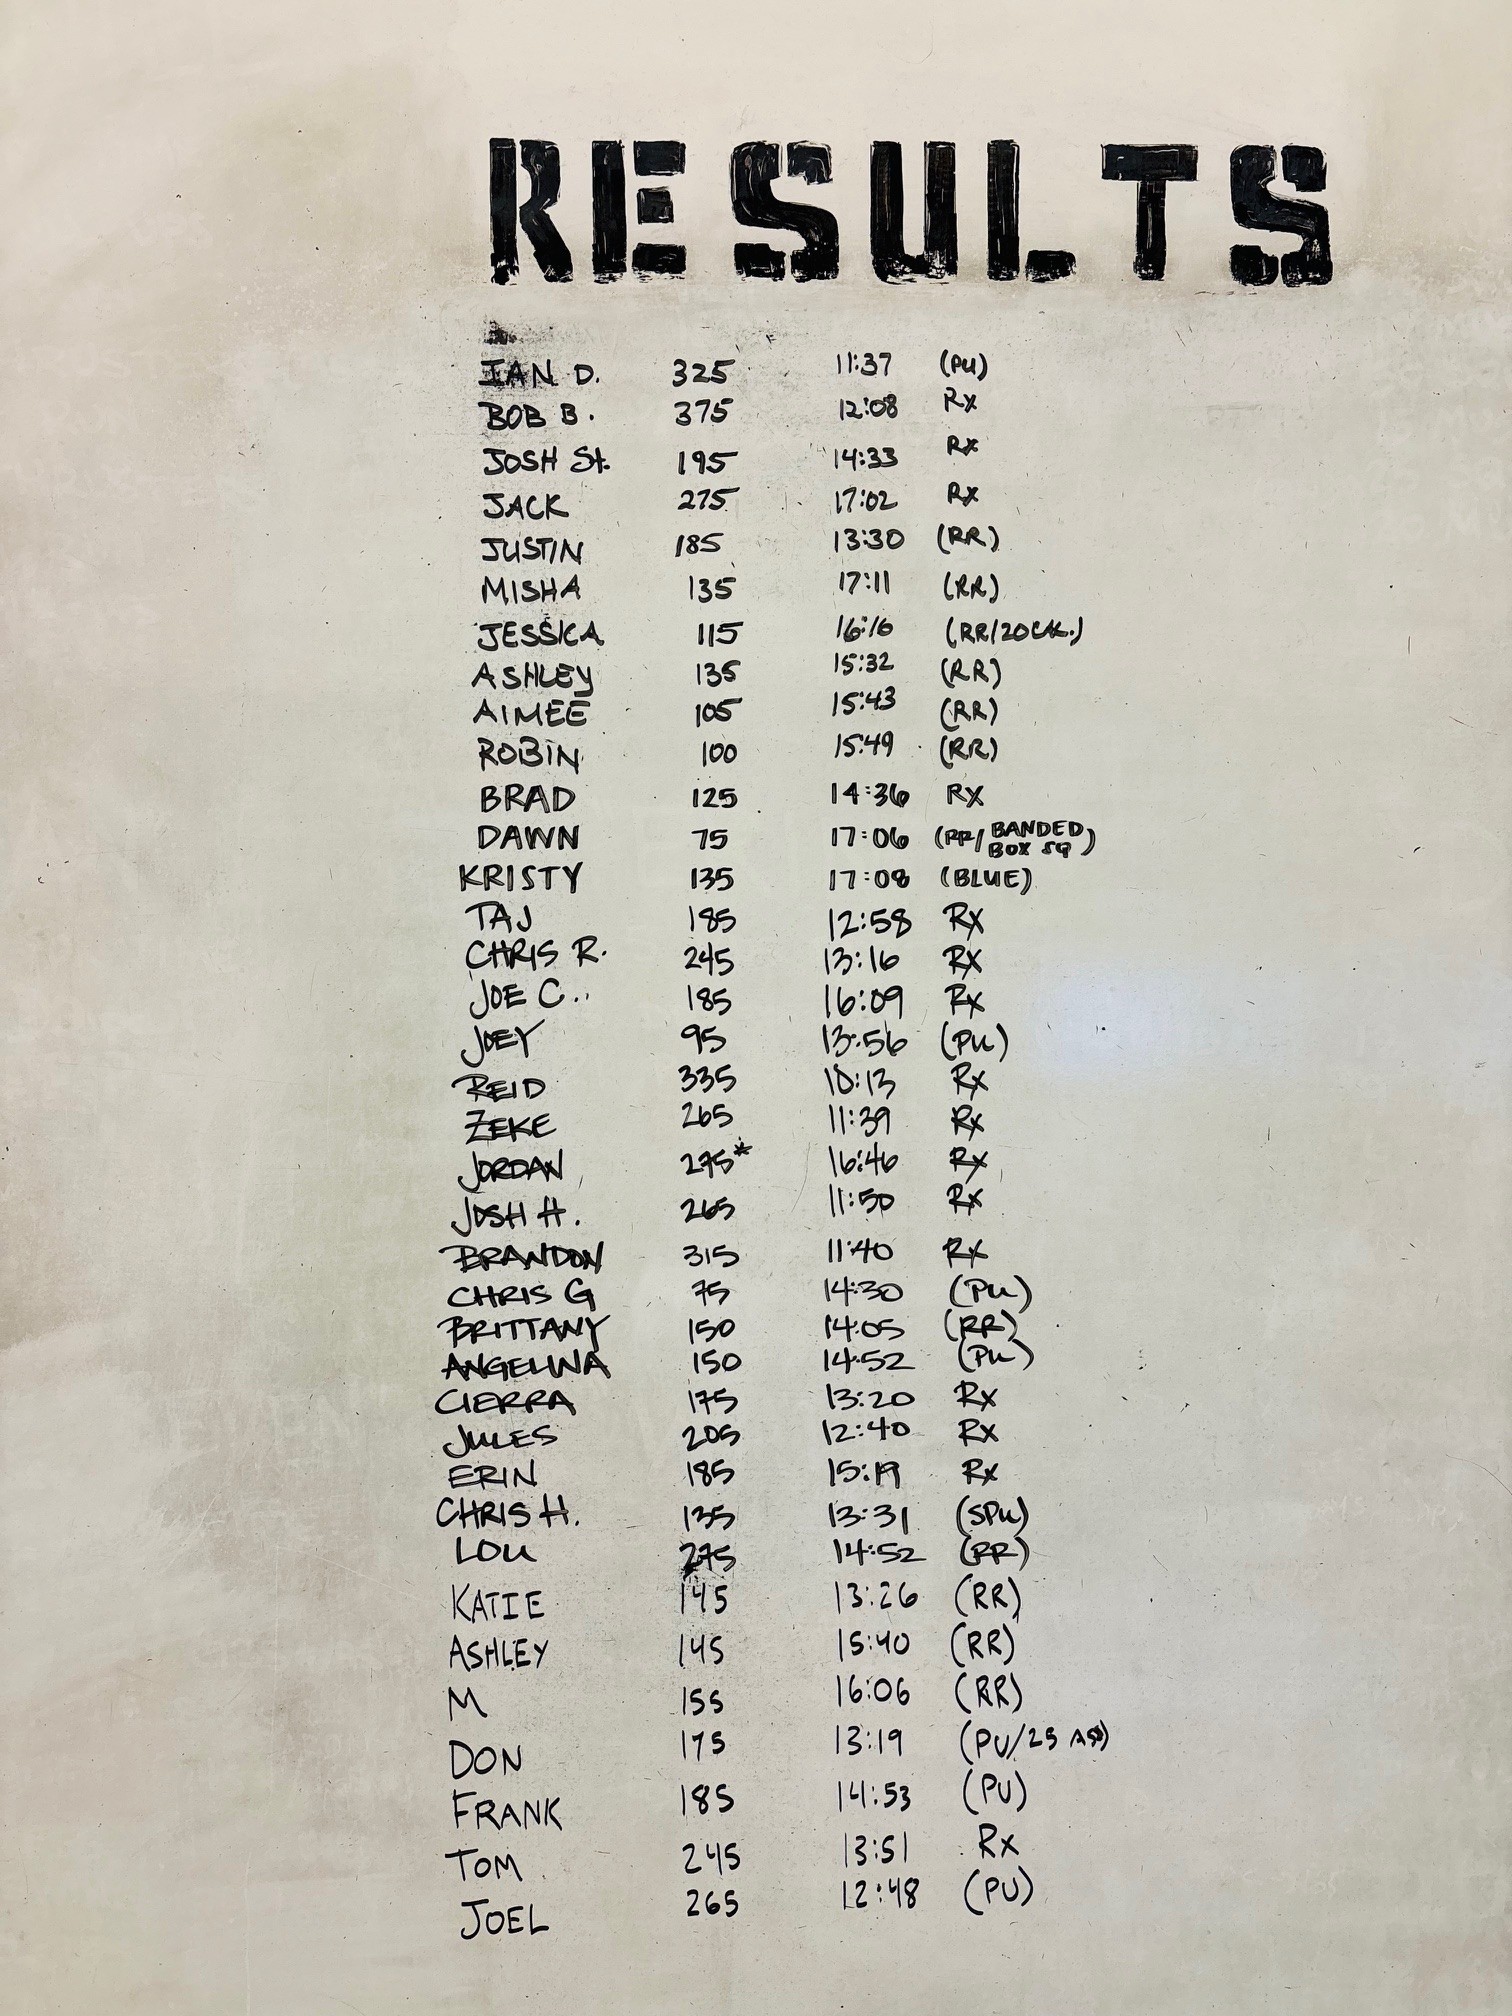 RESULTS
IAN D. 325 11:37 (PU)
BOB B. 375 12:08 Rx
JOSH St. 195 14:33 Rx
JACK 275 17:02 Rx
JUSTIN 185 13:30 (RR)
MISHA 135 17:11 (RR)
JESSICA 115 16:16 (RR/20CAL.)
ASHLEY 135 15:32 (RR)
AIMEE 105 15:43 (RR)
ROBIN 100 15:49 (RR)
BRAD 125 14:36 RX
DAWN 75 17:06 (RR/BANDED BOX SQ)
KRISTY 135 17:08 (BLUE)
TAJ 185 12:58 Rx
CHRIS R. 245 13:16 Rx
JOE C.. 185 16:09 Rx
JOEY 95 13:56 (PU)
REID 335 10:13 Rx
ZEKE 265 11:39 Rx
JORDAN 275* 16:46 Rx
JOSH H. 265 11:50 Rx
BRANDON 315 11:40 Rx
CHRIS G 75 14:30 (PU)
BRITTANY 150 14:05 (RR)
ANGELINA 150 14:52 (PU)
CIERRA 175 13:20 Rx
JULES 205 12:40 Rx
ERIN 185 15:19 Rx
CHRIS H. 135 13:31 (SPU)
LOU 275 14:52 (RR)
KATIE 145 13:26 (RR)
ASHLEY 145 15:40 (RR)
M 155 16:06 (RR)
DON 175 13:19 (PU/25
FRANK 185 14:53 (PU)
TOM 245 13:51 Rx
JOEL 265 12:48 (PU)